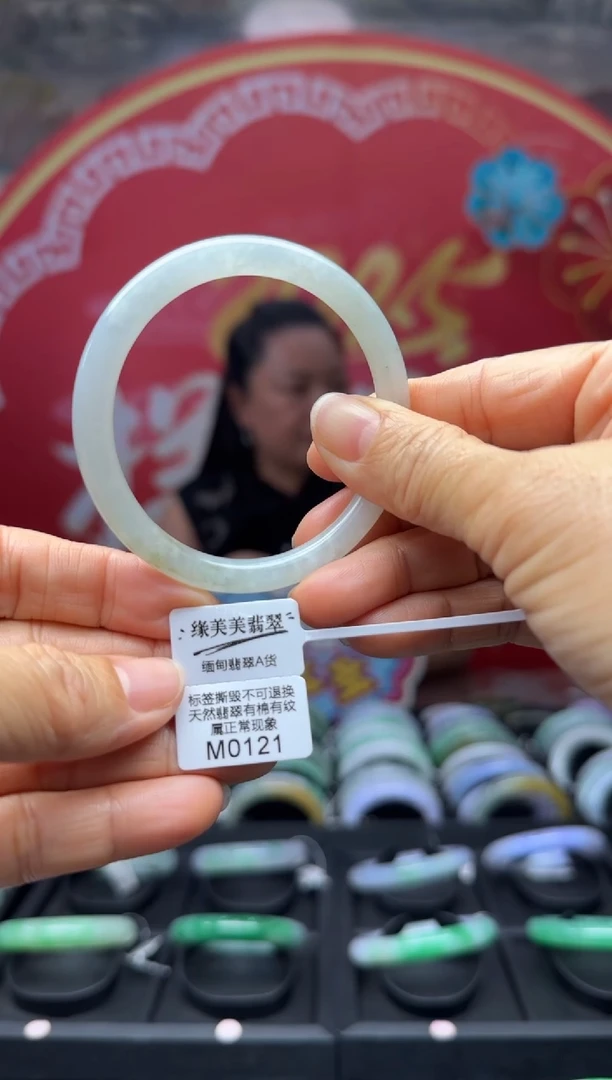 缘美美翡翠
缅甸翡翠A货
标签撕毁不可退换
天然翡翠有棉有纹
属正常现象
M0121